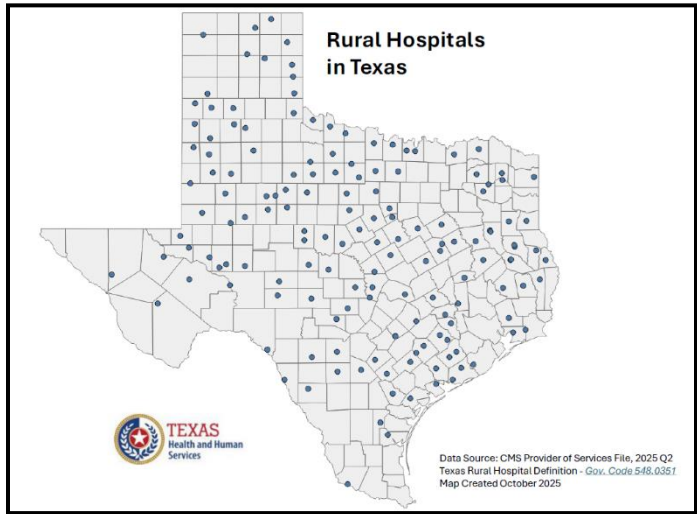 Rural Hospitals
in Texas
TEXAS
Health and Human
Services
Data Source: CMS Provider of Services File, 2025 Q2
Texas Rural Hospital Definition - Gov. Code 548.0351
Map Created October 2025